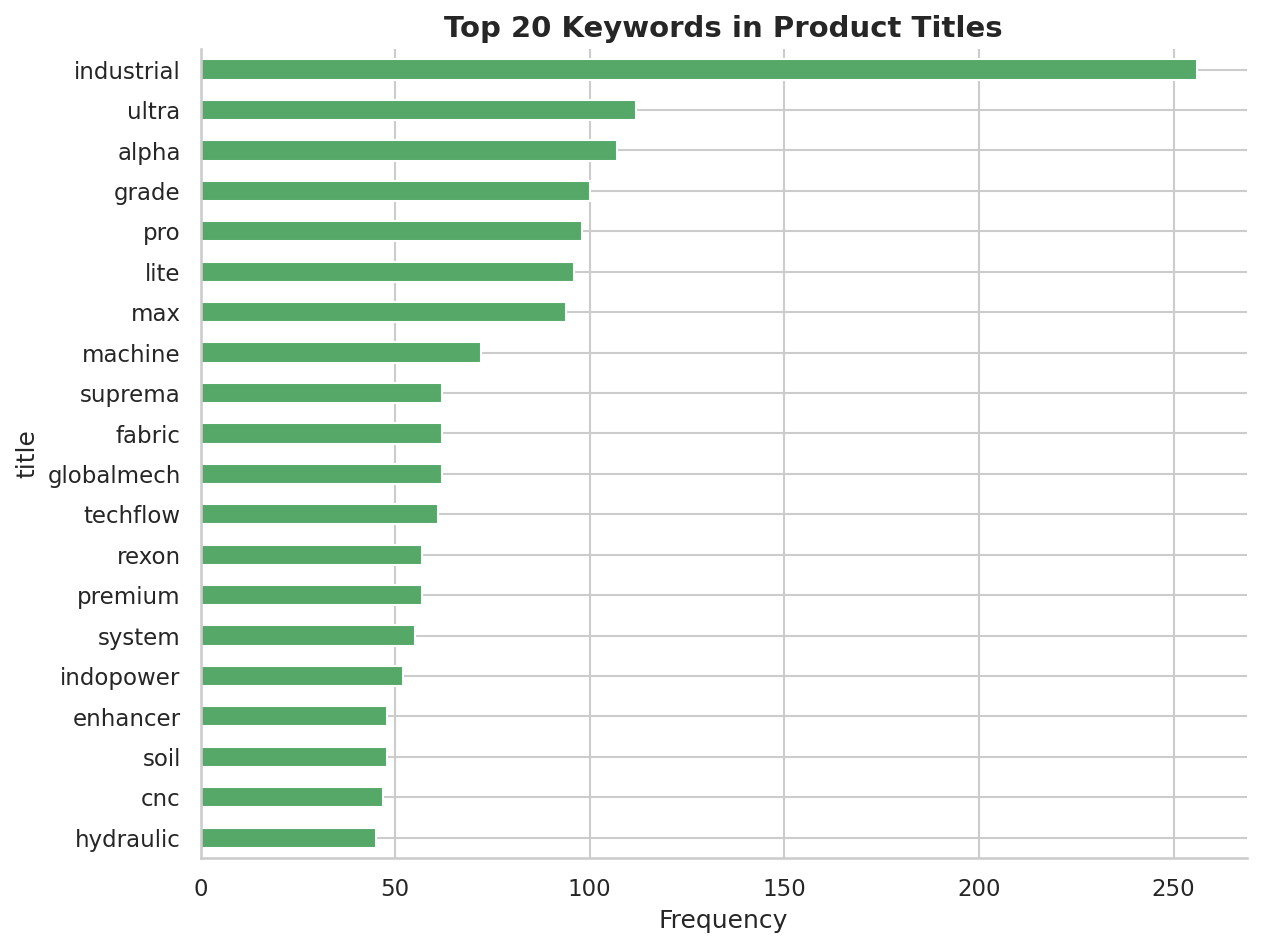 Top 20 Keywords in Product Titles
industrial
ultra
alpha
grade
pro
lite
max
machine
suprema
fabric
globalmech
techflow
rexon
premium
system
indopower
enhancer
soil
cnc
hydraulic
title
0 50 100 150 200 250
Frequency